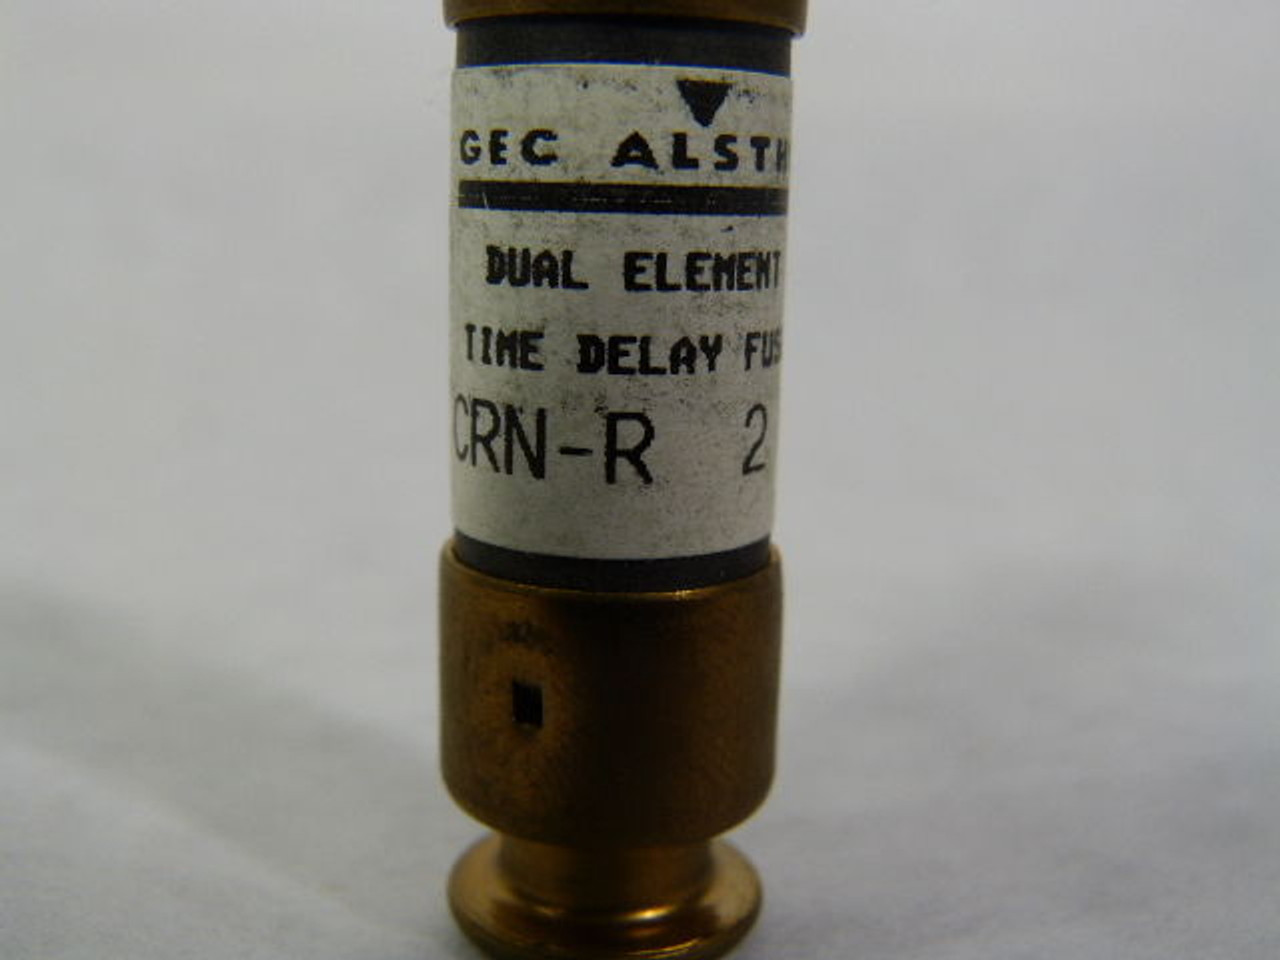 GEC ALSTH
DUAL ELEMENT
TIME DELAY FUS
CRN-R 2